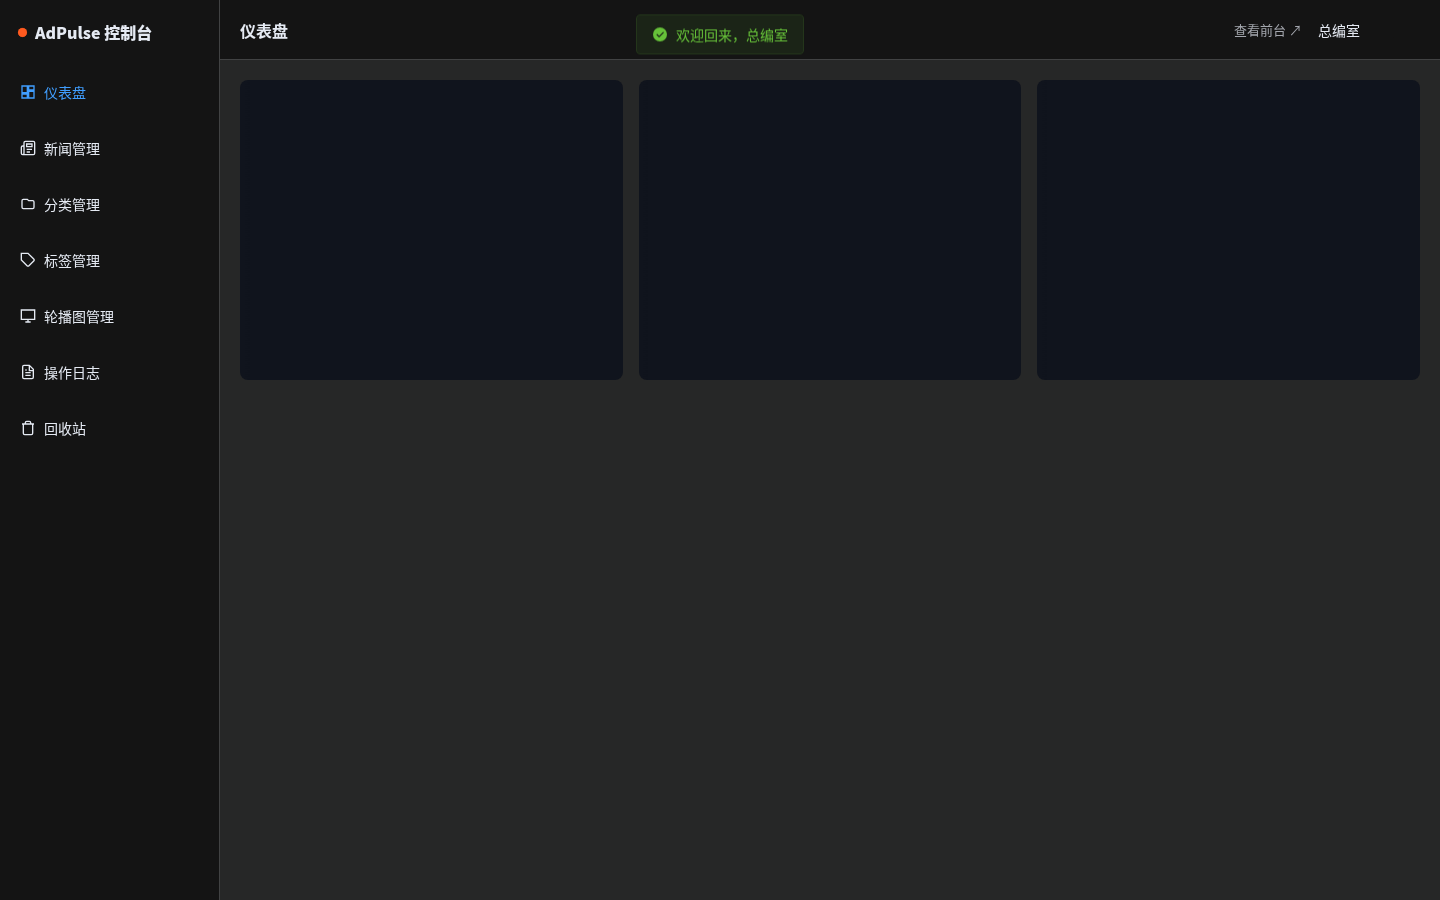 AdPulse 控制台
仪表盘
新闻管理
分类管理
标签管理
轮播图管理
操作日志
回收站
仪表盘
欢迎回来，总编室
查看前台 ↗
总编室